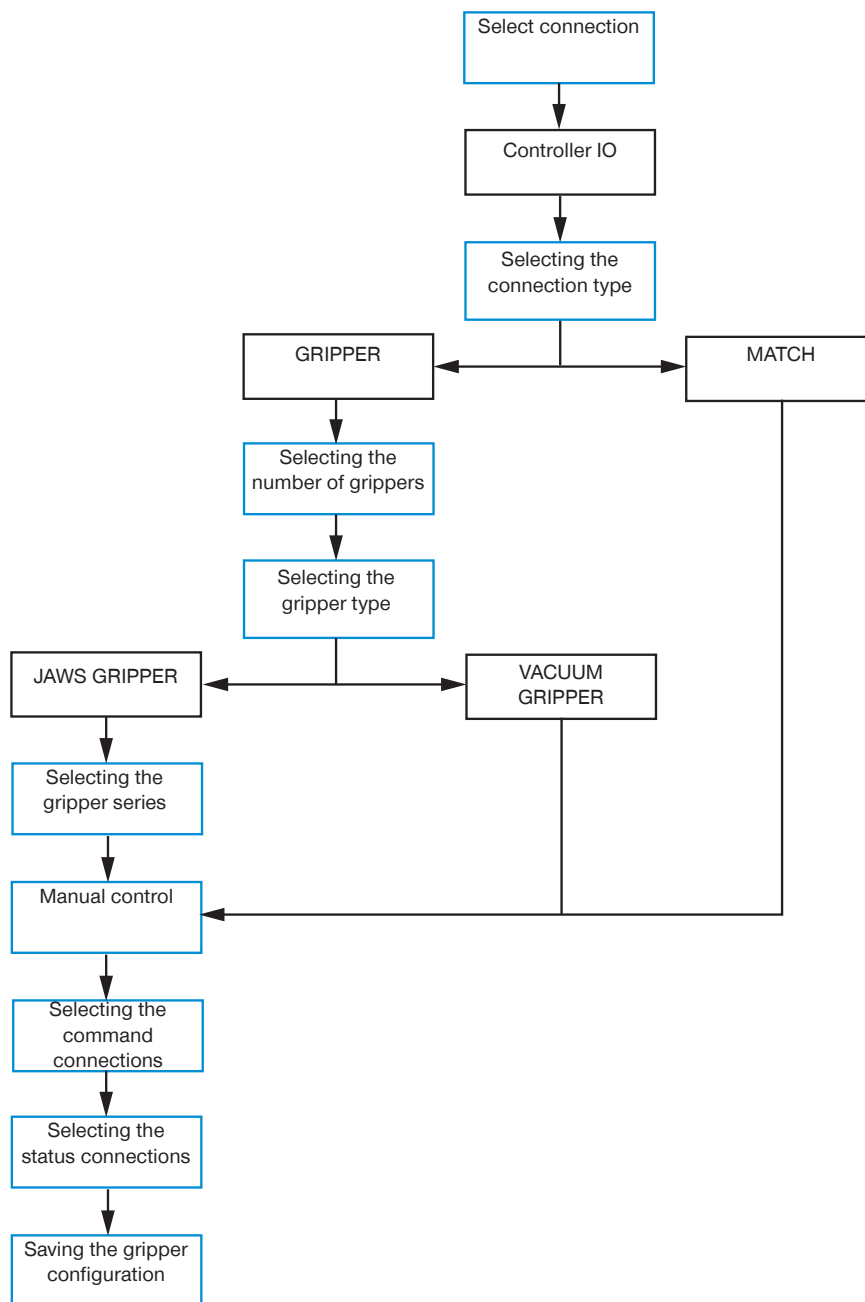 Select connection
Controller IO
Selecting the
connection type
GRIPPER
MATCH
Selecting the
number of grippers
Selecting the
gripper type
JAWS GRIPPER
VACUUM
GRIPPER
Selecting the
gripper series
Manual control
Selecting the
command
connections
Selecting the
status connections
Saving the gripper
configuration